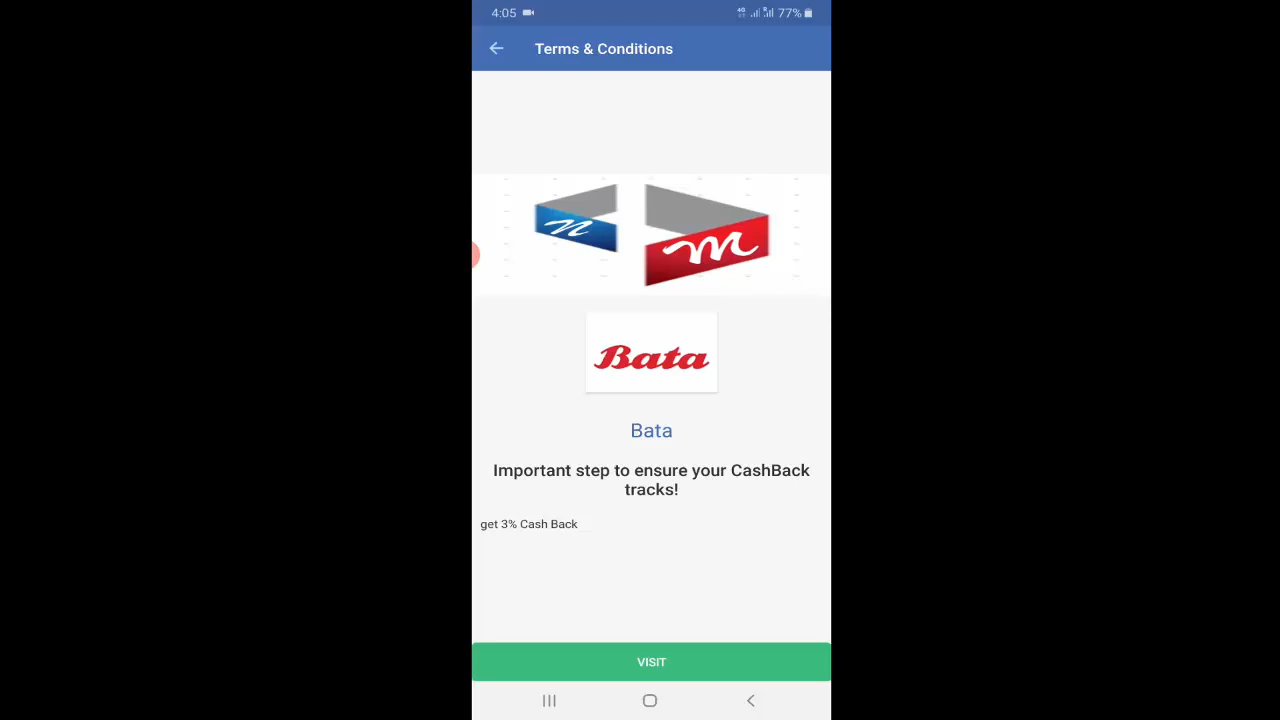 4:05 77%
Terms & Conditions
n m
Bata
Bata
Important step to ensure your CashBack
tracks!
get 3% Cash Back
VISIT